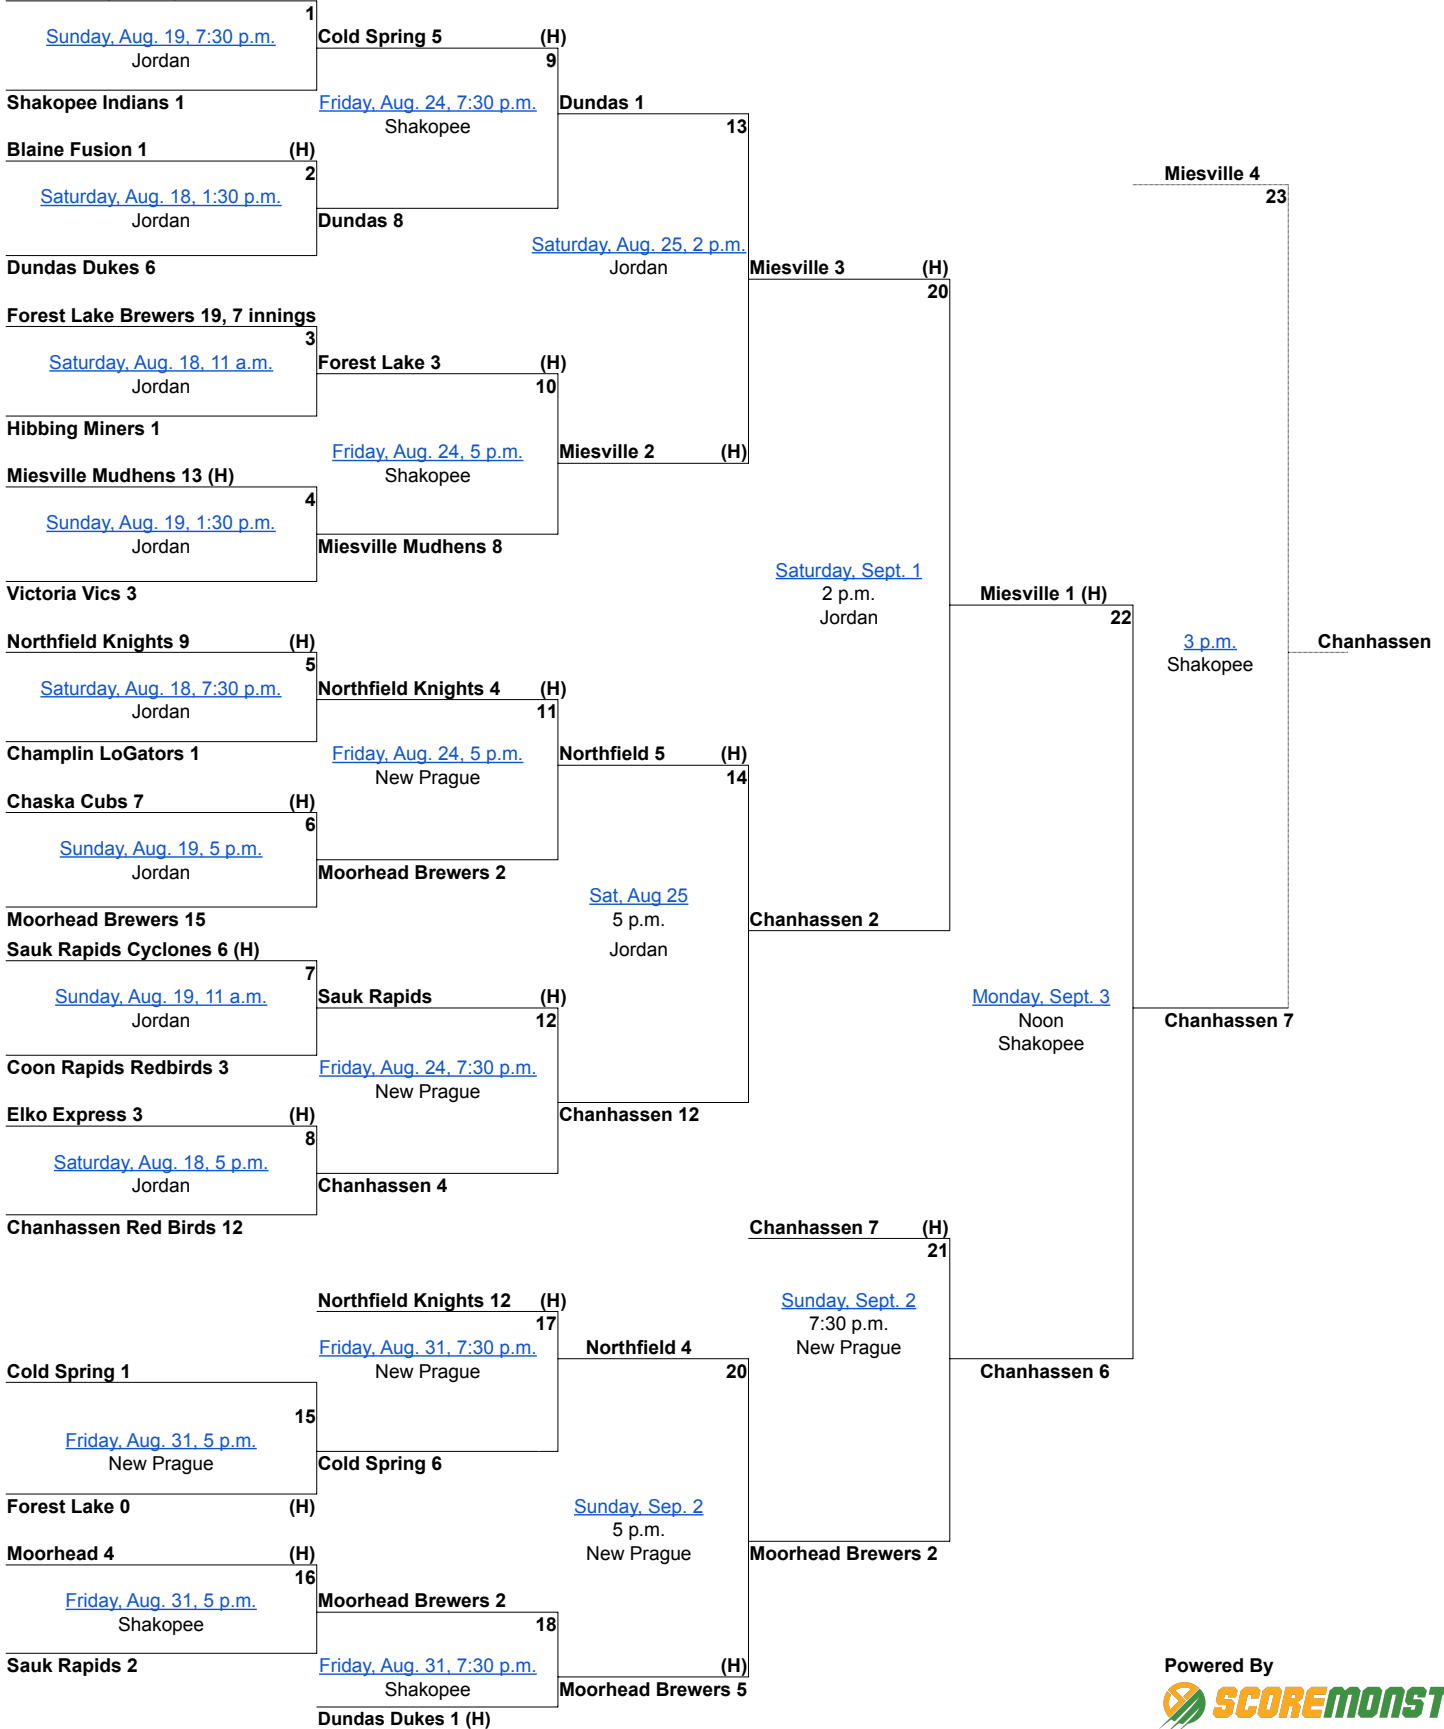 1
Sunday, Aug. 19, 7:30 p.m.
Jordan
Shakopee Indians 1
Blaine Fusion 1 (H)
2
Saturday, Aug. 18, 1:30 p.m.
Jordan
Dundas Dukes 6
Forest Lake Brewers 19, 7 innings
3
Saturday, Aug. 18, 11 a.m.
Jordan
Hibbing Miners 1
Miesville Mudhens 13 (H)
4
Sunday, Aug. 19, 1:30 p.m.
Jordan
Victoria Vics 3
Northfield Knights 9 (H)
5
Saturday, Aug. 18, 7:30 p.m.
Jordan
Champlin LoGators 1
Chaska Cubs 7 (H)
6
Sunday, Aug. 19, 5 p.m.
Jordan
Moorhead Brewers 15
Sauk Rapids Cyclones 6 (H)
7
Sunday, Aug. 19, 11 a.m.
Jordan
Coon Rapids Redbirds 3
Elko Express 3 (H)
8
Saturday, Aug. 18, 5 p.m.
Jordan
Chanhassen Red Birds 12
Cold Spring 5 (H)
9
Friday, Aug. 24, 7:30 p.m.
Shakopee
Dundas 8
Forest Lake 3 (H)
10
Friday, Aug. 24, 5 p.m.
Shakopee
Miesville Mudhens 8
Northfield Knights 4 (H)
11
Friday, Aug. 24, 5 p.m.
New Prague
Moorhead Brewers 2
Sauk Rapids (H)
12
Friday, Aug. 24, 7:30 p.m.
New Prague
Chanhassen 4
Dundas 1
13
Saturday, Aug. 25, 2 p.m.
Jordan
Miesville 2 (H)
Northfield 5 (H)
14
Sat, Aug 25
5 p.m.
Jordan
Chanhassen 12
Miesville 3 (H)
20
Saturday, Sept. 1
2 p.m.
Jordan
Chanhassen 2
Cold Spring 1
15
Friday, Aug. 31, 5 p.m.
New Prague
Forest Lake 0 (H)
Moorhead 4 (H)
16
Friday, Aug. 31, 5 p.m.
Shakopee
Sauk Rapids 2
Northfield Knights 12 (H)
17
Friday, Aug. 31, 7:30 p.m.
New Prague
Cold Spring 6
Moorhead Brewers 2
18
Friday, Aug. 31, 7:30 p.m.
Shakopee
Dundas Dukes 1 (H)
Northfield 4
20
Sunday, Sep. 2
5 p.m.
New Prague
(H)
Moorhead Brewers 5
Chanhassen 7 (H)
21
Sunday, Sept. 2
7:30 p.m.
New Prague
Moorhead Brewers 2
Miesville 1 (H)
22
Monday, Sept. 3
Noon
Shakopee
Chanhassen 6
Miesville 4
23
3 p.m.
Shakopee
Chanhassen 7
Chanhassen
Powered By
SCOREMONST